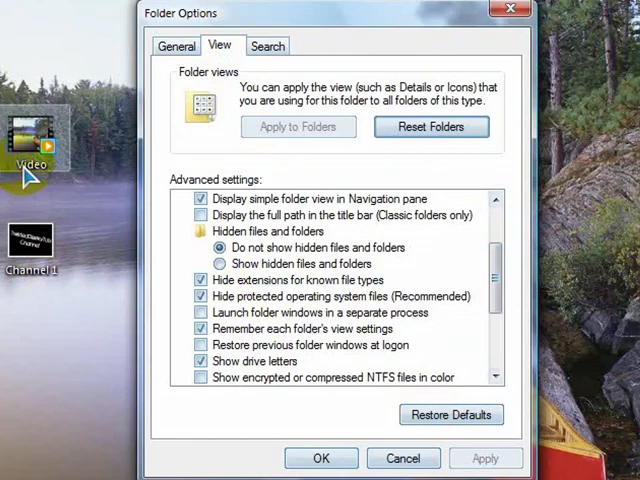 Folder Options
General
View
Search
Folder views
You can apply the view (such as Details or Icons) that
you are using for this folder to all folders of this type.
Apply to Folders
Reset Folders
Advanced settings:
Display simple folder view in Navigation pane
Display the full path in the title bar (Classic folders only)
Hidden files and folders
Do not show hidden files and folders
Show hidden files and folders
Hide extensions for known file types
Hide protected operating system files (Recommended)
Launch folder windows in a separate process
Remember each folder's view settings
Restore previous folder windows at logon
Show drive letters
Show encrypted or compressed NTFS files in color
Restore Defaults
OK
Cancel
Apply
Video
Channel
Channel 1